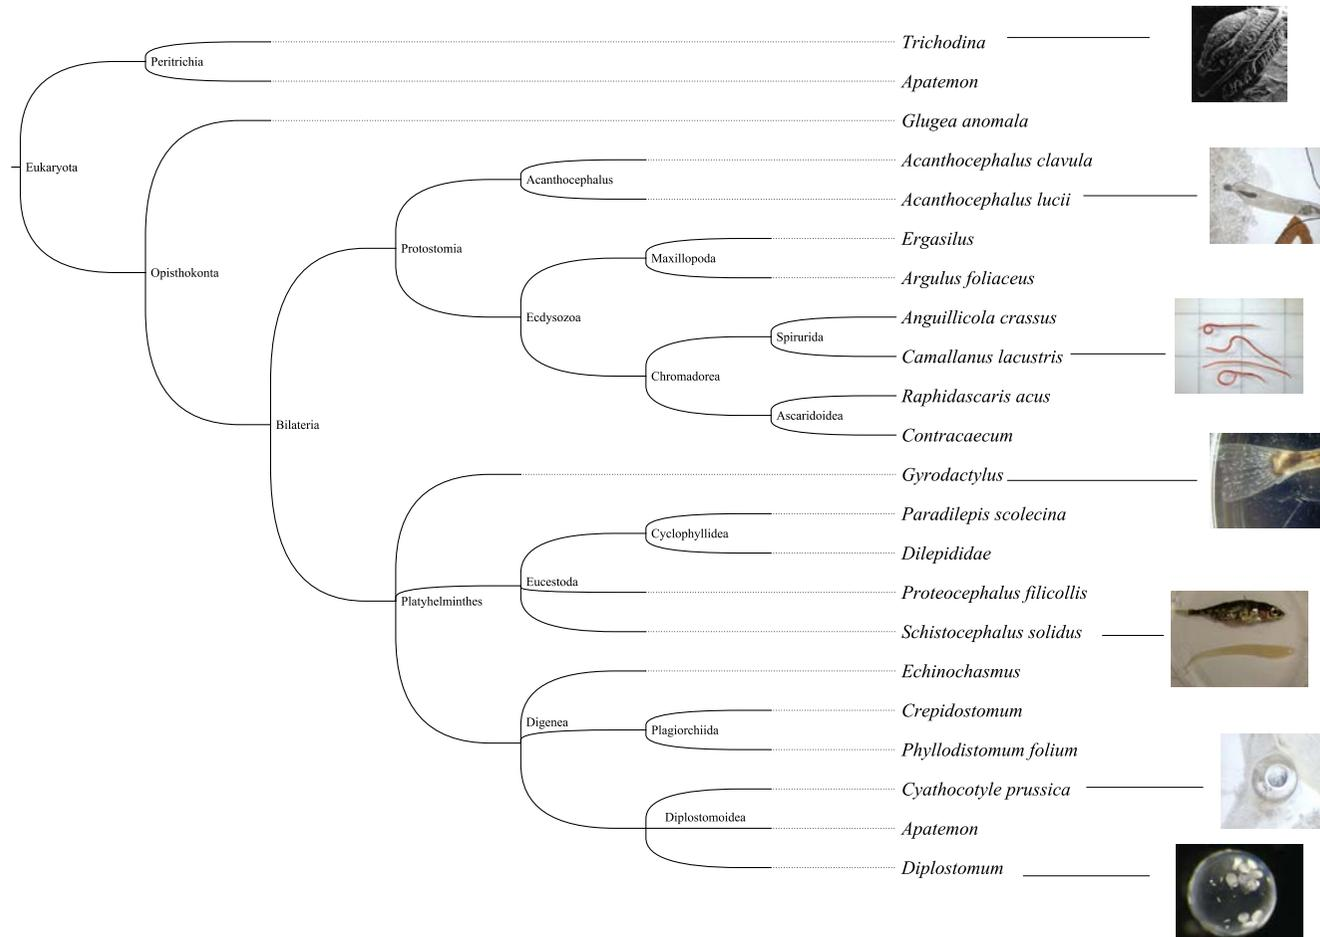 Trichodina
Peritrichia
Apatemon
Glugea anomala
Eukaryota
Acanthocephalus clavula
Acanthocephalus
Acanthocephalus lucii
Ergasilus
Protostomia
Maxillopoda
Opisthokonta
Argulus foliaceus
Ecdysozoa
Anguillicola crassus
Spirurida
Camallanus lacustris
Chromadorea
Raphidascaris acus
Ascaridoidea
Bilateria
Contracaecum
Gyrodactylus
Paradilepis scolecina
Cyclophyllidea
Dilepididae
Eucestoda
Proteocephalus filicollis
Platyhelminthes
Schistocephalus solidus
Echinochasmus
Crepidostomum
Digenea
Plagiorchiida
Phyllodistomum folium
Cyathocotyle prussica
Diplostomoidea
Apatemon
Diplostomum